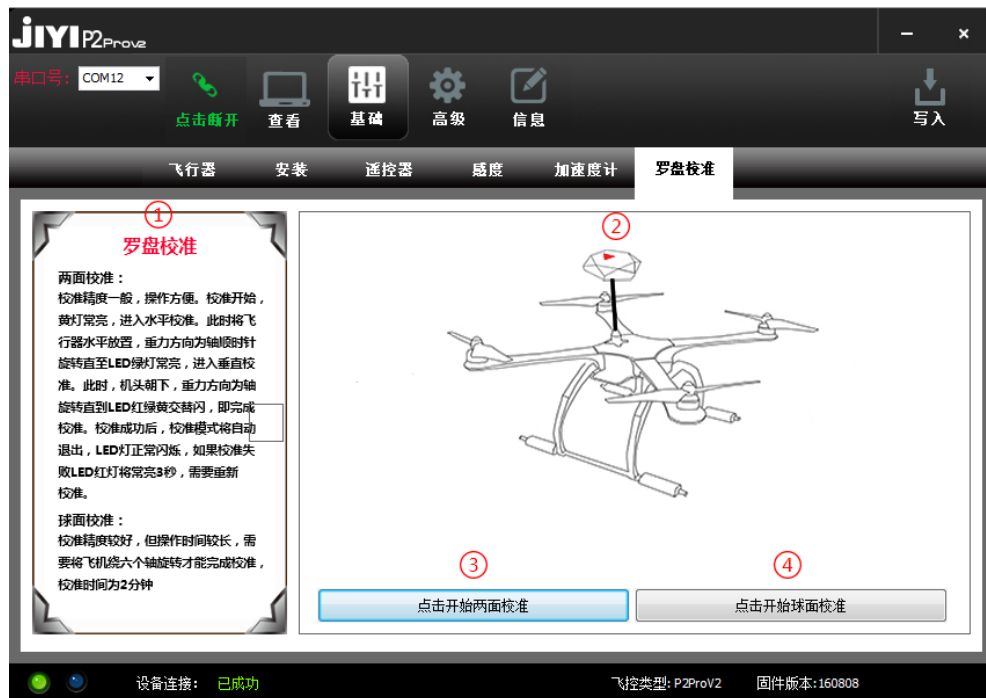 JIYI P2ProV2
串口号: COM12
点击断开
查看
基础
高级
信息
写入
飞行器 安装 遥控器 感度 加速度计 罗盘校准
①
②
罗盘校准
两面校准：
校准精度一般，操作方便。校准开始，
黄灯常亮，进入水平校准。此时将飞
行器水平放置，重力方向为轴顺时针
旋转直至LED绿灯常亮，进入垂直校
准。此时，机头朝下，重力方向为轴
旋转直到LED红绿黄交替闪，即完成
校准。校准成功后，校准模式将自动
退出，LED灯正常闪烁，如果校准失
败LED红灯将常亮3秒，需要重新
校准。
球面校准：
校准精度较好，但操作时间较长，需
要将飞机绕六个轴旋转才能完成校准，
校准时间为2分钟
③
④
点击开始两面校准
点击开始球面校准
设备连接： 已成功
飞控类型: P2ProV2
固件版本:160808